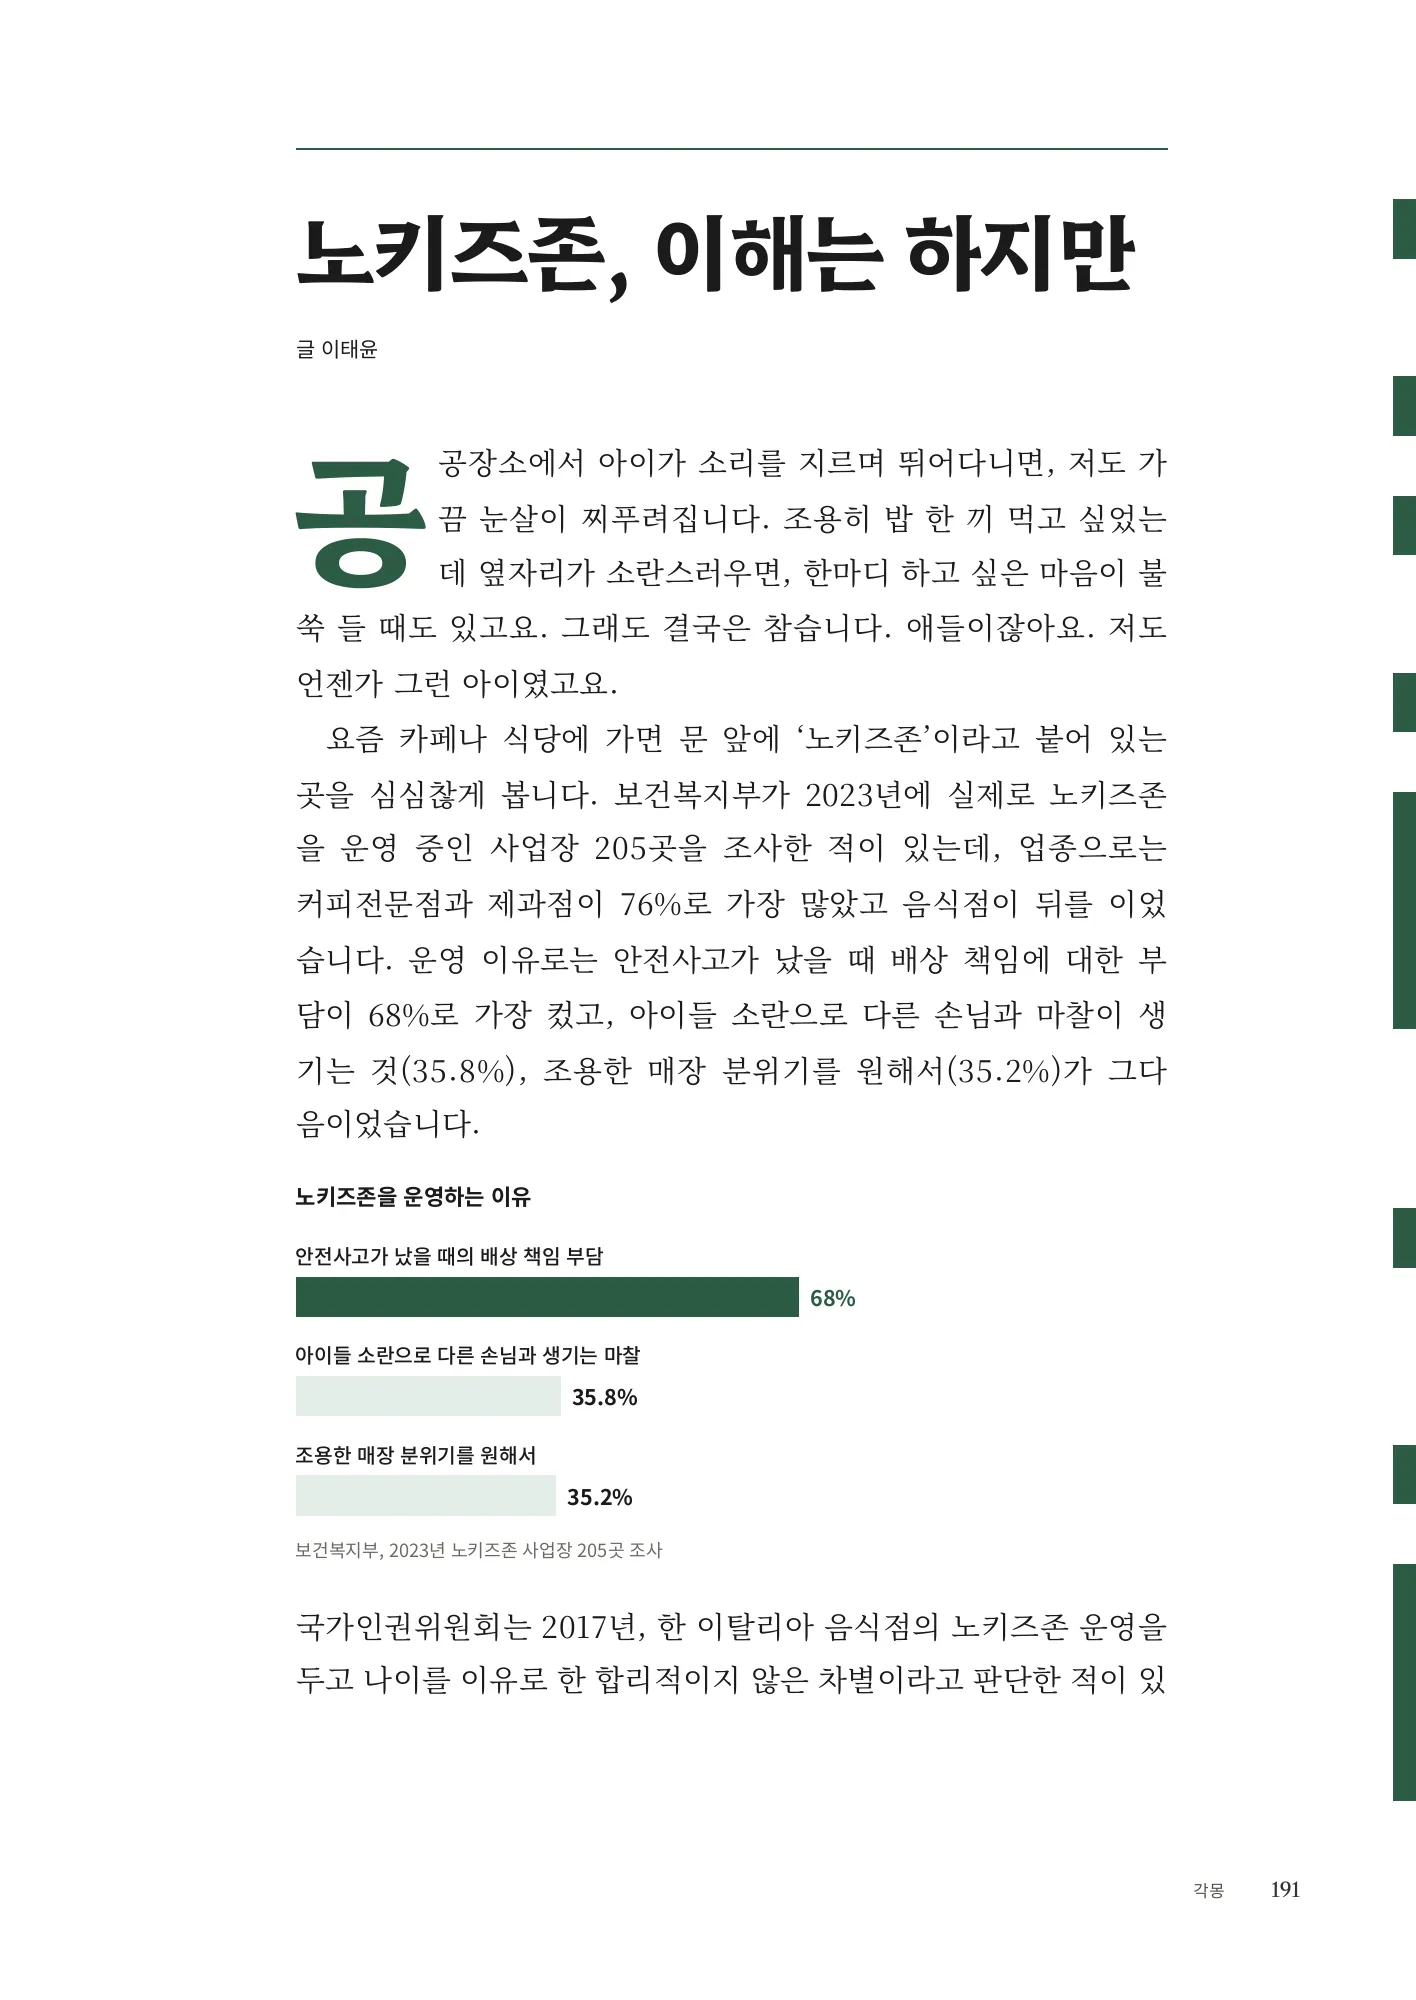 노키즈존, 이해는 하지만
글 이태윤
공
공장소에서 아이가 소리를 지르며 뛰어다니면, 저도 가
끔 눈살이 찌푸려집니다. 조용히 밥 한 끼 먹고 싶었는
데 옆자리가 소란스러우면, 한마디 하고 싶은 마음이 불
쑥 들 때도 있고요. 그래도 결국은 참습니다. 애들이잖아요. 저도
언젠가 그런 아이였고요.
요즘 카페나 식당에 가면 문 앞에 ‘노키즈존’이라고 붙어 있는
곳을 심심찮게 봅니다. 보건복지부가 2023년에 실제로 노키즈존
을 운영 중인 사업장 205곳을 조사한 적이 있는데, 업종으로는
커피전문점과 제과점이 76%로 가장 많았고 음식점이 뒤를 이었
습니다. 운영 이유로는 안전사고가 났을 때 배상 책임에 대한 부
담이 68%로 가장 컸고, 아이들 소란으로 다른 손님과 마찰이 생
기는 것(35.8%), 조용한 매장 분위기를 원해서(35.2%)가 그다
음이었습니다.
노키즈존을 운영하는 이유
안전사고가 났을 때의 배상 책임 부담
68%
아이들 소란으로 다른 손님과 생기는 마찰
35.8%
조용한 매장 분위기를 원해서
35.2%
보건복지부, 2023년 노키즈존 사업장 205곳 조사
국가인권위원회는 2017년, 한 이탈리아 음식점의 노키즈존 운영을
두고 나이를 이유로 한 합리적이지 않은 차별이라고 판단한 적이 있
각몽 191